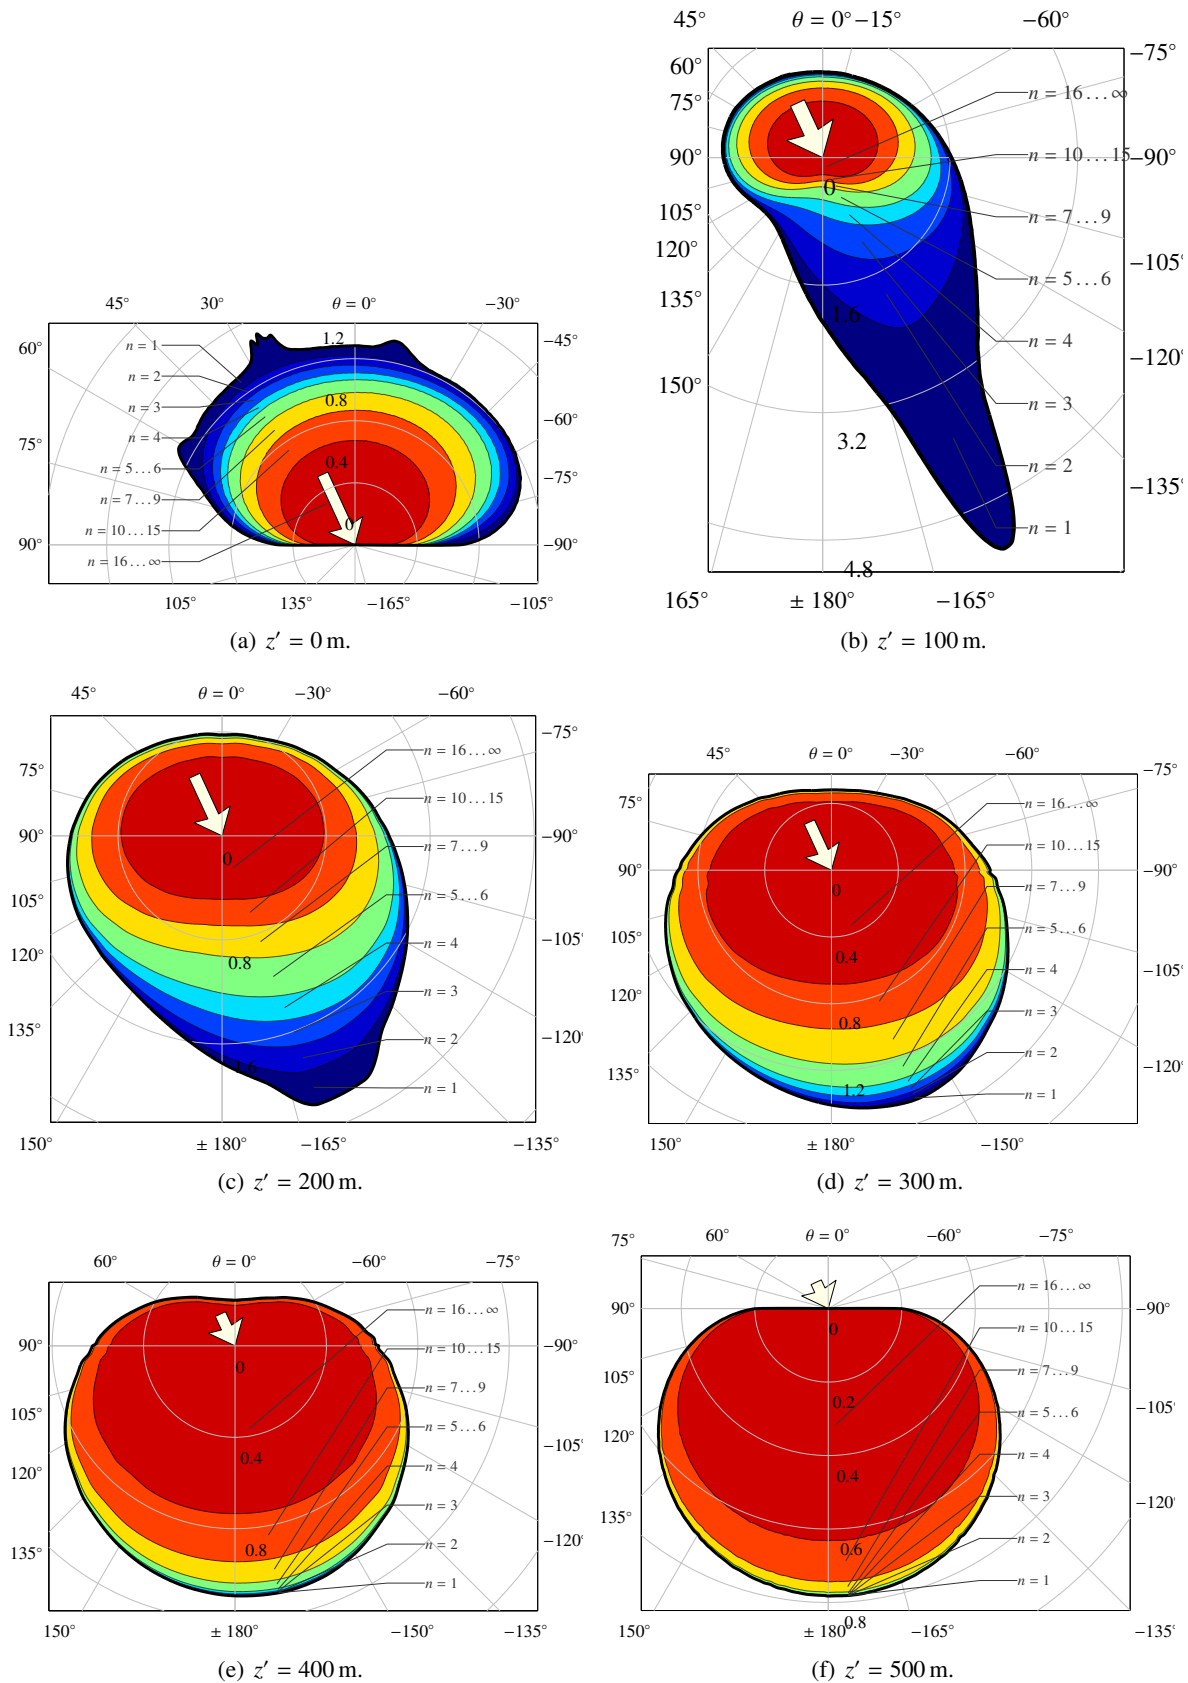 45° θ = 0° −15° −60°
60°
75°
90°
105°
120°
135°
150°
165° ± 180° −165°
−75°
−90°
−105°
−120°
−135°
n = 16…∞
n = 10…15
n = 7…9
n = 5…6
n = 4
n = 3
n = 2
n = 1
0
1.6
3.2
4.8
(b) z′ = 100 m.
45° 30° θ = 0° −30°
60°
75°
90°
−45°
−60°
−75°
−90°
n = 1
n = 2
n = 3
n = 4
n = 5…6
n = 7…9
n = 10…15
n = 16…∞
1.2
0.8
0.4
0
105° 135° −165° −105°
(a) z′ = 0 m.
45° θ = 0° −30° −60°
75°
90°
105°
120°
135°
−75°
−90°
−105°
−120°
n = 16…∞
n = 10…15
n = 7…9
n = 5…6
n = 4
n = 3
n = 2
n = 1
0
0.8
1.6
150° ± 180° −165° −135°
(c) z′ = 200 m.
45° θ = 0° −30° −60°
75°
90°
105°
120°
135°
−75°
−90°
−105°
−120°
n = 16…∞
n = 10…15
n = 7…9
n = 5…6
n = 4
n = 3
n = 2
n = 1
0
0.4
0.8
1.2
150° ± 180° −150°
(d) z′ = 300 m.
60° θ = 0° −60° −75°
90°
105°
120°
135°
−90°
−105°
−120°
n = 16…∞
n = 10…15
n = 7…9
n = 5…6
n = 4
n = 3
n = 2
n = 1
0
0.4
0.8
150° ± 180° −150° −135°
(e) z′ = 400 m.
75° 60° θ = 0° −60° −75°
90°
105°
120°
135°
−90°
−105°
−120°
n = 16…∞
n = 10…15
n = 7…9
n = 5…6
n = 4
n = 3
n = 2
n = 1
0
0.2
0.4
0.6
0.8
150° ± 180° −165° −135°
(f) z′ = 500 m.